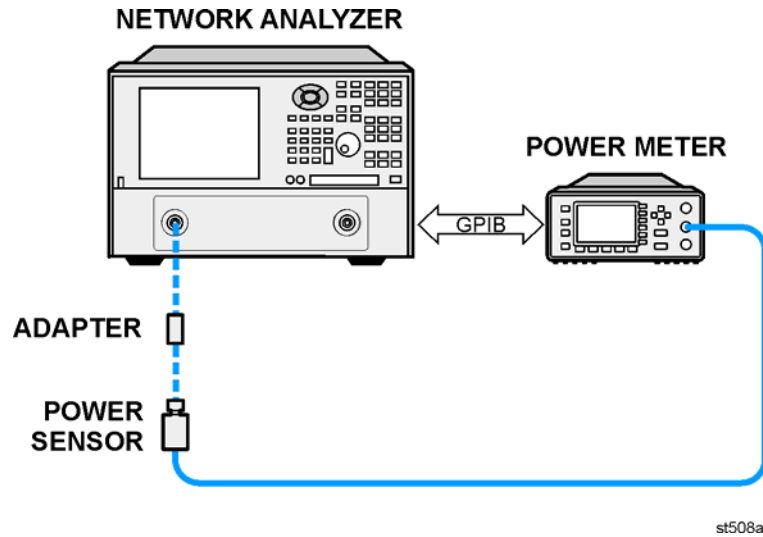 NETWORK ANALYZER
POWER METER
GPIB
ADAPTER
POWER
SENSOR
st508a